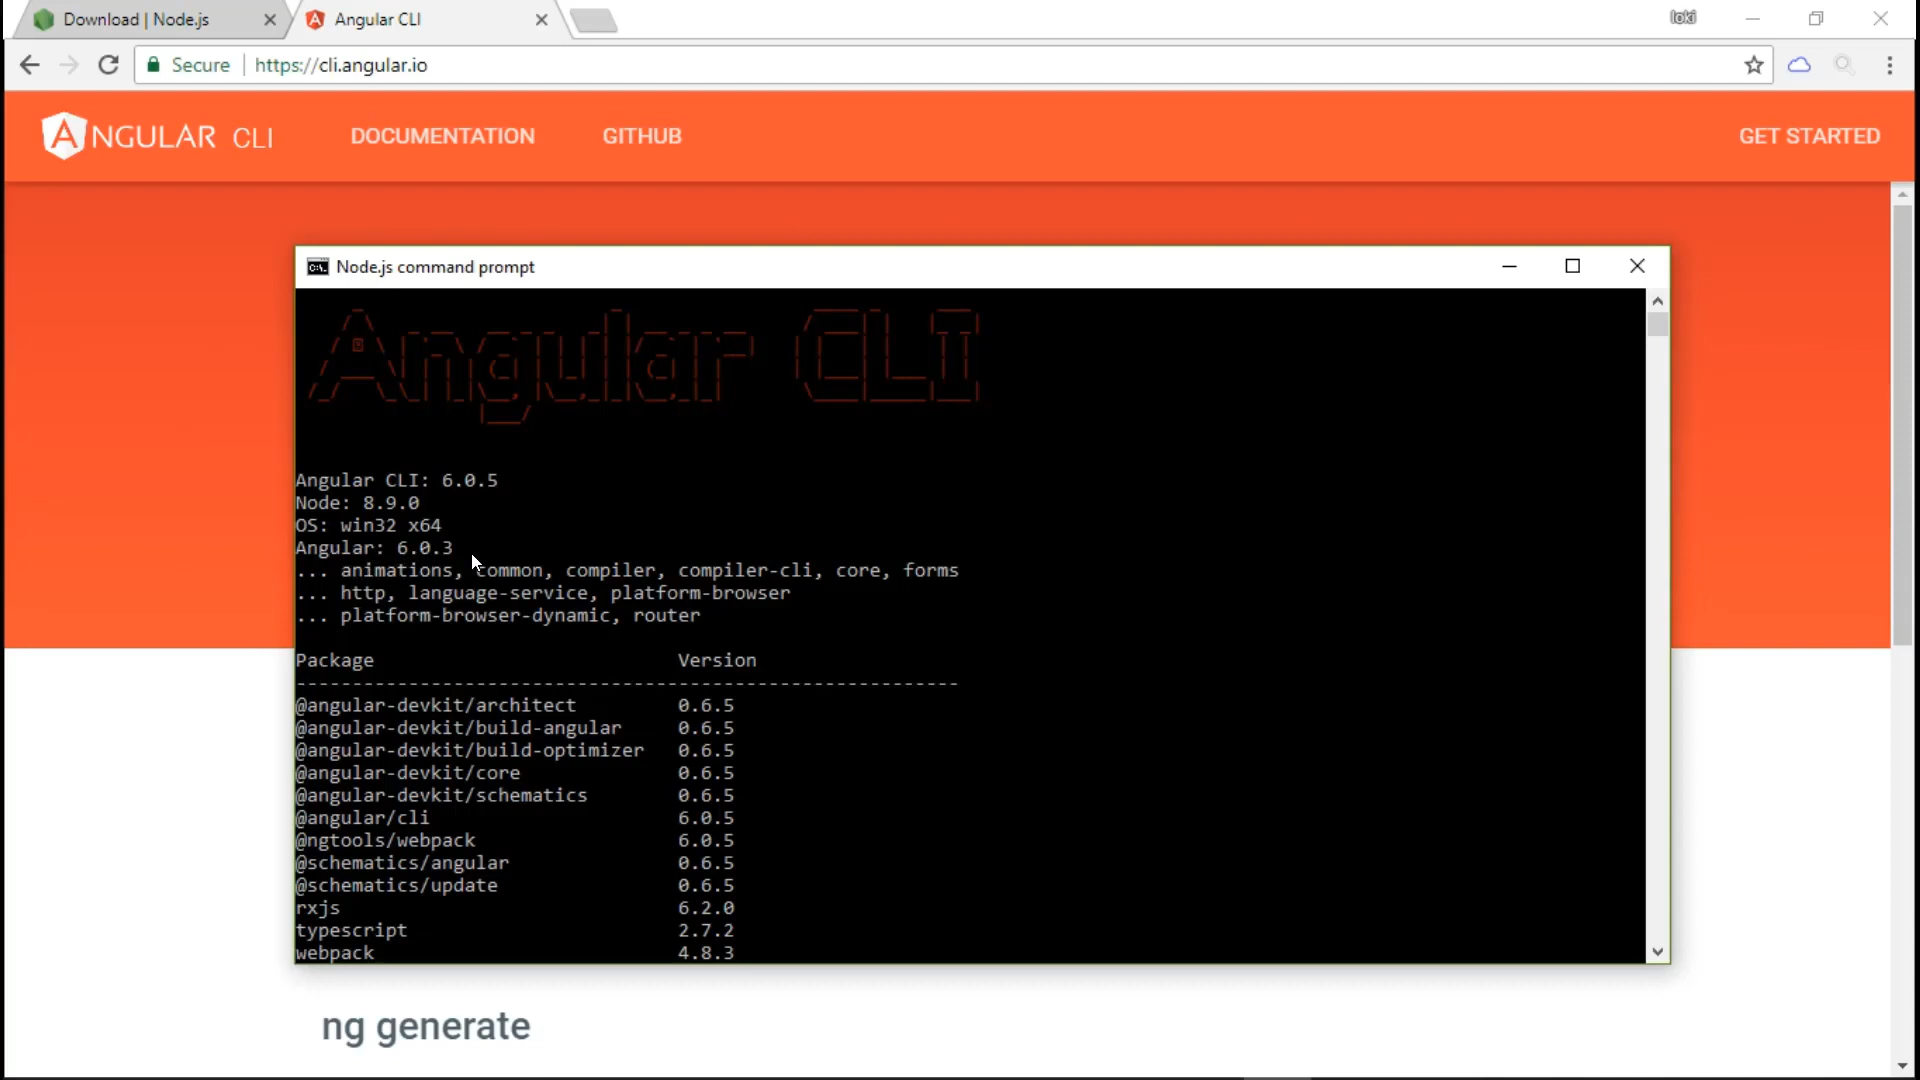 Download | Node.js
Angular CLI
loki
Secure
https://cli.angular.io
ANGULAR CLI
DOCUMENTATION
GITHUB
GET STARTED
Node.js command prompt
Angular CLI
Angular CLI: 6.0.5
Node: 8.9.0
OS: win32 x64
Angular: 6.0.3
... animations, common, compiler, compiler-cli, core, forms
... http, language-service, platform-browser
... platform-browser-dynamic, router
Package Version
-----------------------------------------------------------
@angular-devkit/architect 0.6.5
@angular-devkit/build-angular 0.6.5
@angular-devkit/build-optimizer 0.6.5
@angular-devkit/core 0.6.5
@angular-devkit/schematics 0.6.5
@angular/cli 6.0.5
@ngtools/webpack 6.0.5
@schematics/angular 0.6.5
@schematics/update 0.6.5
rxjs 6.2.0
typescript 2.7.2
webpack 4.8.3
ng generate